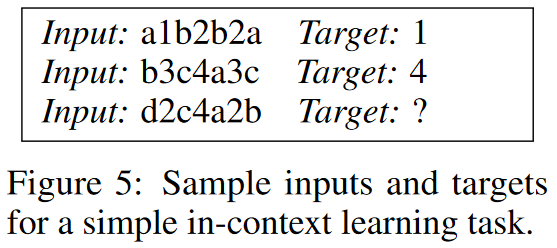 Input: a1b2b2a Target: 1
Input: b3c4a3c Target: 4
Input: d2c4a2b Target: ?
Figure 5: Sample inputs and targets
for a simple in-context learning task.